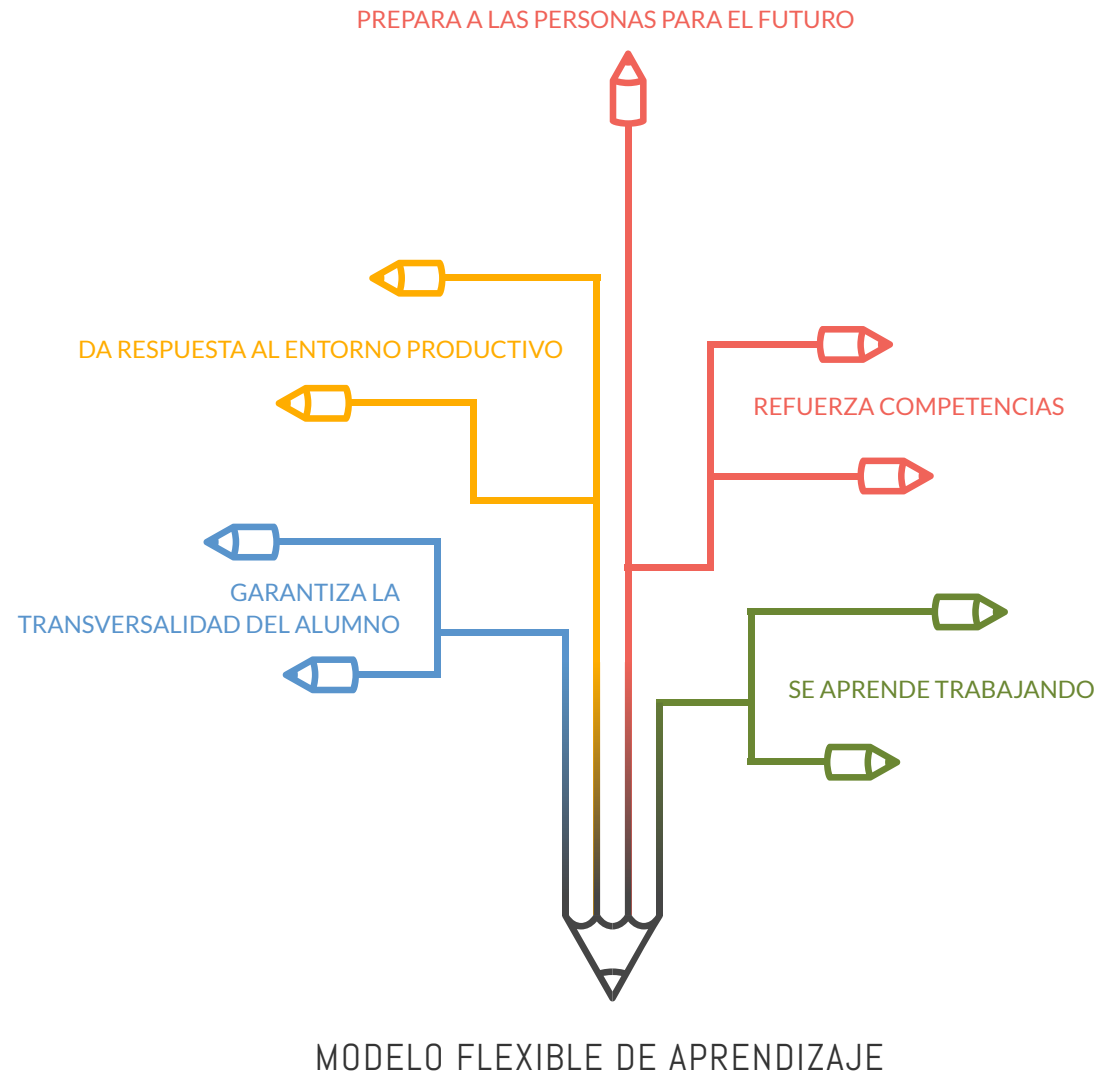 PREPARA A LAS PERSONAS PARA EL FUTURO
DA RESPUESTA AL ENTORNO PRODUCTIVO
REFUERZA COMPETENCIAS
GARANTIZA LA
TRANSVERSALIDAD DEL ALUMNO
SE APRENDE TRABAJANDO
MODELO FLEXIBLE DE APRENDIZAJE